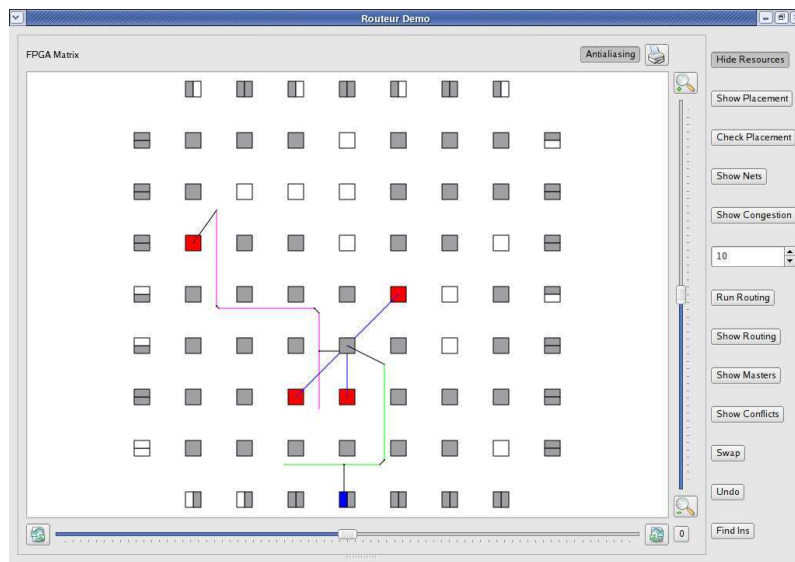 Routeur Demo
FPGA Matrix
Antialiasing
Hide Resources
Show Placement
Check Placement
Show Nets
Show Congestion
10
Run Routing
Show Routing
Show Masters
Show Conflicts
Swap
Undo
Find Ins
0